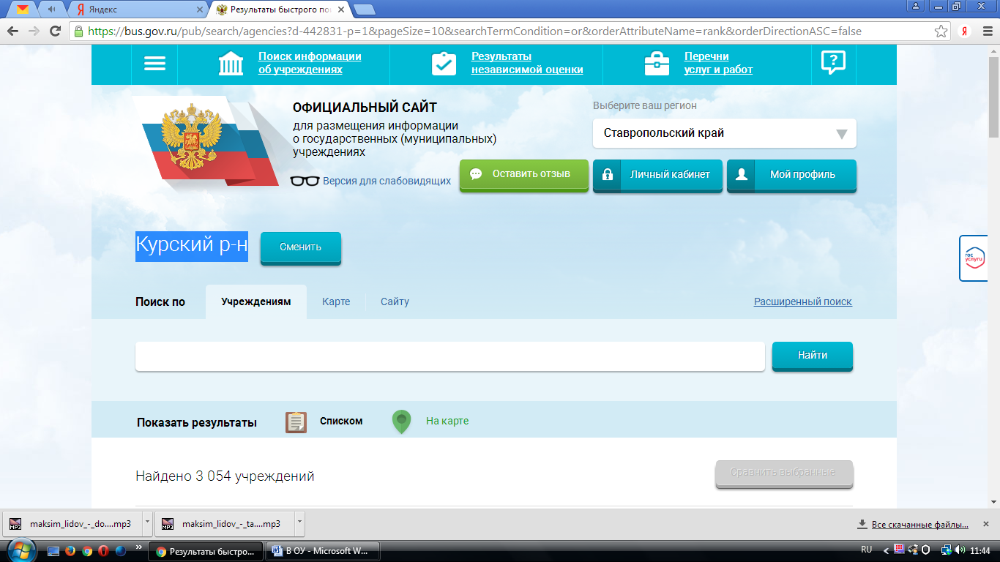 Яндекс
Результаты быстрого по
https://bus.gov.ru/pub/search/agencies?d-442831-p=1&pageSize=10&searchTermCondition=or&orderAttributeName=rank&orderDirectionASC=false
Поиск информации
об учреждениях
Результаты
независимой оценки
Перечни
услуг и работ
ОФИЦИАЛЬНЫЙ САЙТ
для размещения информации
о государственных (муниципальных)
учреждениях
Версия для слабовидящих
Выберите ваш регион
Ставропольский край
Оставить отзыв
Личный кабинет
Мой профиль
Курский р-н
Сменить
гос
услуги
Поиск по
Учреждениям
Карте
Сайту
Расширенный поиск
Найти
Показать результаты
Списком
На карте
Найдено 3 054 учреждений
Сравнить выбранные
maksim_lidov_-_do....mp3
maksim_lidov_-_ta....mp3
Все скачанные файлы...
Результаты быстро...
В ОУ - Microsoft W...
RU
11:44